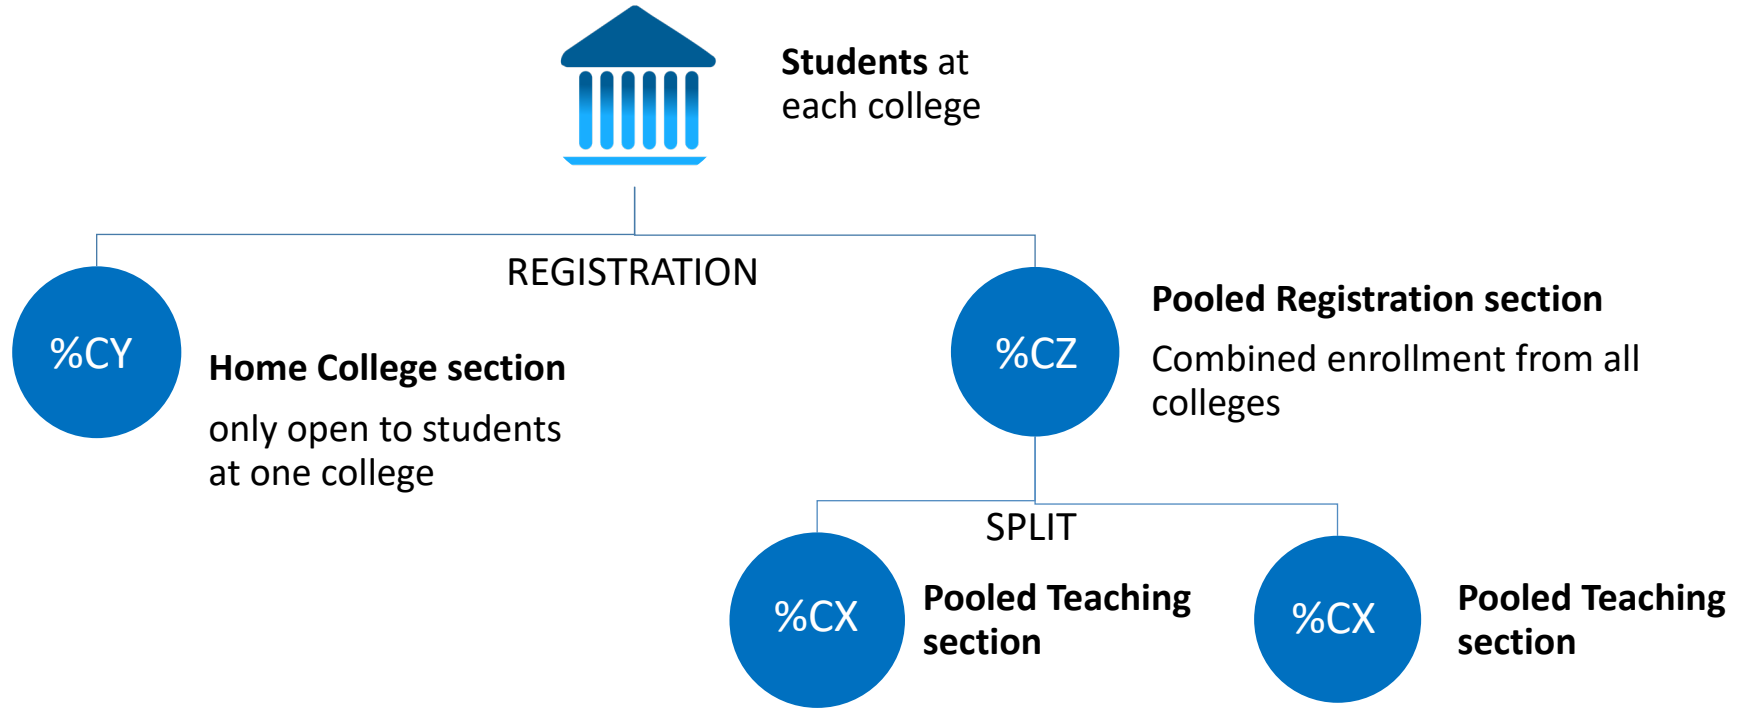 Students at
each college
REGISTRATION
%CY
Home College section
only open to students
at one college
%CZ
Pooled Registration section
Combined enrollment from all
colleges
SPLIT
%CX
Pooled Teaching
section
%CX
Pooled Teaching
section